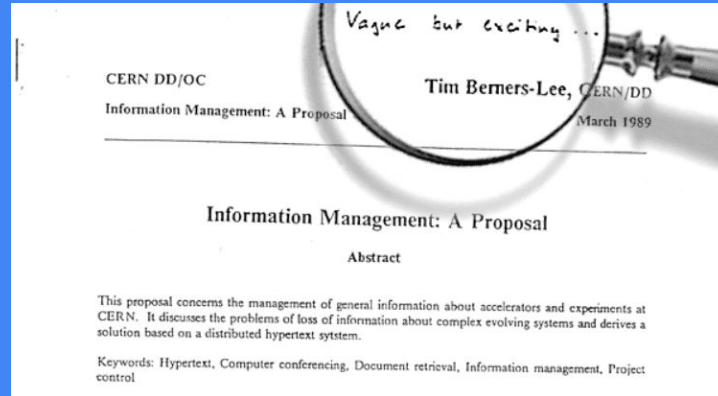 Vague but exciting ...
CERN DD/OC
Tim Berners-Lee, CERN/DD
Information Management: A Proposal
March 1989
Information Management: A Proposal
Abstract
This proposal concerns the management of general information about accelerators and experiments at
CERN. It discusses the problems of loss of information about complex evolving systems and derives a
solution based on a distributed hypertext sytstem.
Keywords: Hypertext, Computer conferencing, Document retrieval, Information management, Project
control